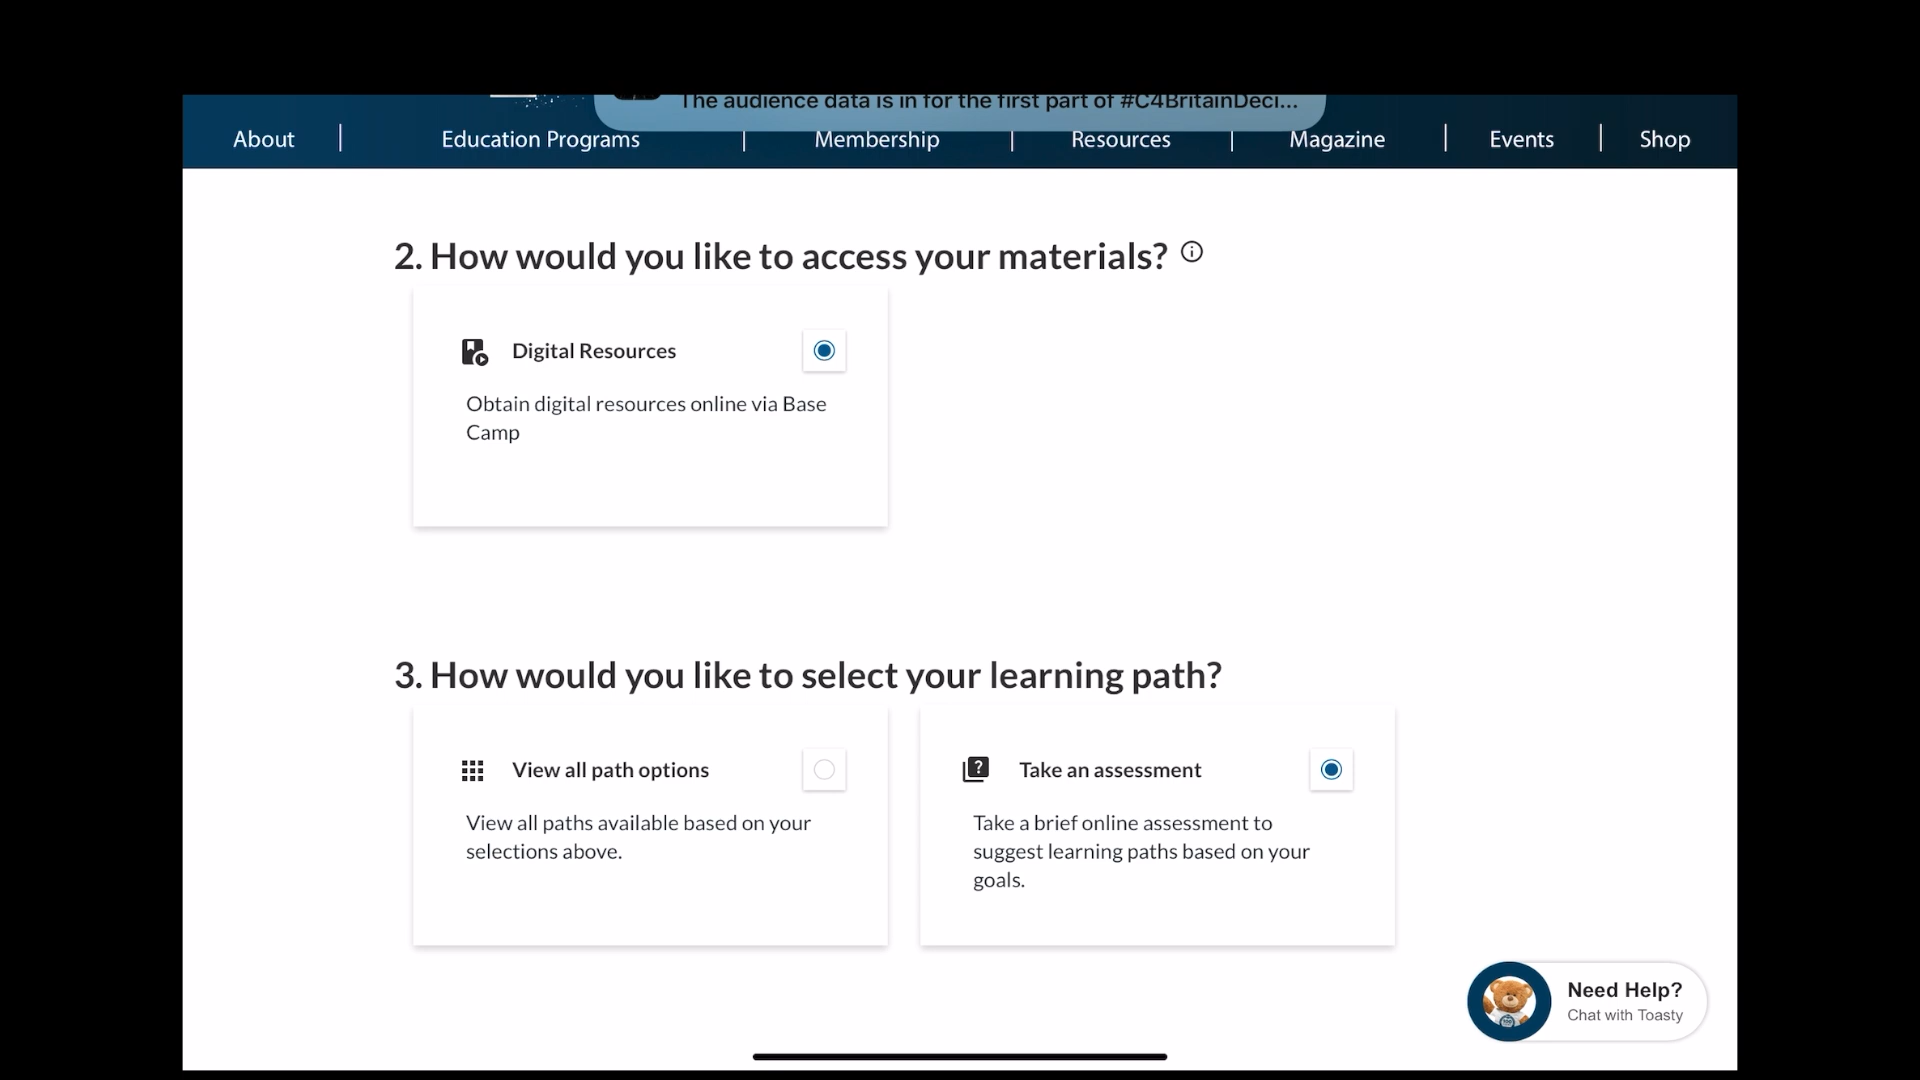 The audience data is in for the first part of #C4BritainDeci...
About
Education Programs
Membership
Resources
Magazine
Events
Shop
2. How would you like to access your materials?
Digital Resources
Obtain digital resources online via Base
Camp
3. How would you like to select your learning path?
View all path options
View all paths available based on your
selections above.
Take an assessment
Take a brief online assessment to
suggest learning paths based on your
goals.
Need Help?
Chat with Toasty